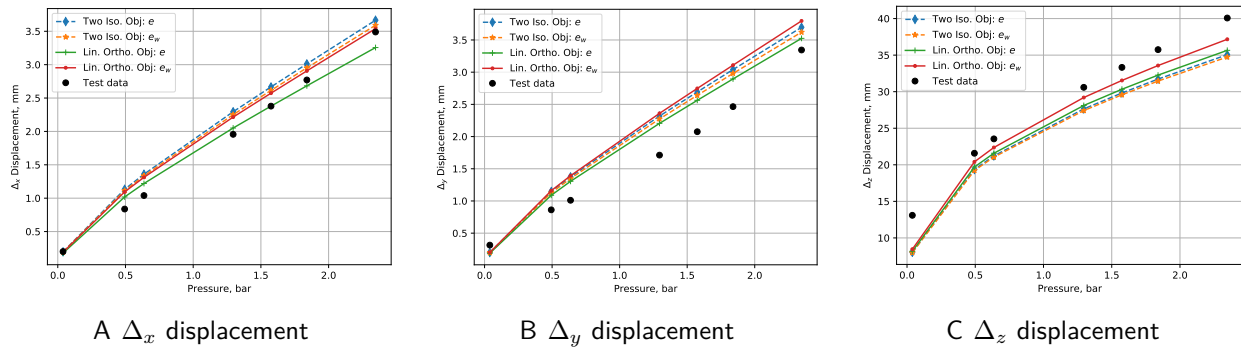 Two Iso. Obj: e
Two Iso. Obj: e_w
Lin. Ortho. Obj: e
Lin. Ortho. Obj: e_w
Test data
3.5
3.0
2.5
2.0
1.5
1.0
0.5
Δ_x Displacement, mm
0.0 0.5 1.0 1.5 2.0
Pressure, bar
A Δ_x displacement
Two Iso. Obj: e
Two Iso. Obj: e_w
Lin. Ortho. Obj: e
Lin. Ortho. Obj: e_w
Test data
3.5
3.0
2.5
2.0
1.5
1.0
0.5
Δ_y Displacement, mm
0.0 0.5 1.0 1.5 2.0
Pressure, bar
B Δ_y displacement
Two Iso. Obj: e
Two Iso. Obj: e_w
Lin. Ortho. Obj: e
Lin. Ortho. Obj: e_w
Test data
40
35
30
25
20
15
10
Δ_z Displacement, mm
0.0 0.5 1.0 1.5 2.0
Pressure, bar
C Δ_z displacement